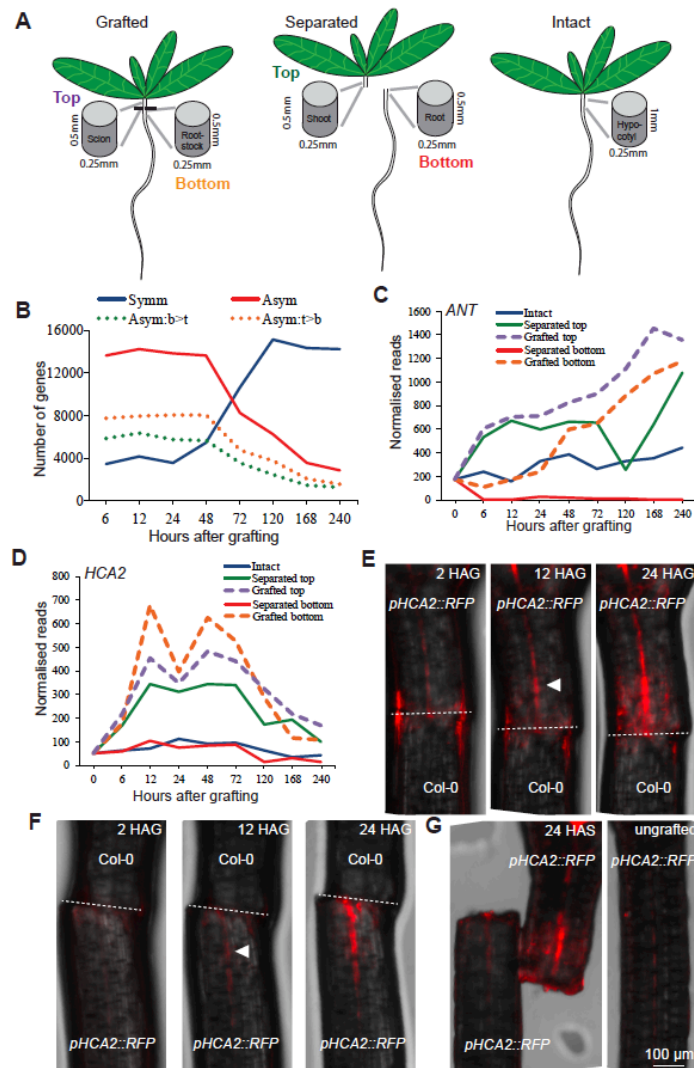 A
Grafted
Separated
Intact
Top
Top
Scion
Root-
stock
Shoot
Root
Hypo-
cotyl
0.5mm
0.25mm
0.25mm
0.5mm
0.5mm
0.25mm
0.25mm
0.5mm
1mm
0.25mm
Bottom
Bottom
B
Symm
Asym
Asym:b>t
Asym:t>b
Number of genes
16000
12000
8000
4000
0
6 12 24 48 72 120 168 240
Hours after grafting
C
ANT
Intact
Separated top
Grafted top
Separated bottom
Grafted bottom
Normalised reads
1600
1400
1200
1000
800
600
400
200
0
0 6 12 24 48 72 120 168 240
Hours after grafting
D
HCA2
Intact
Separated top
Grafted top
Separated bottom
Grafted bottom
Normalised reads
800
700
600
500
400
300
200
100
0
0 6 12 24 48 72 120 168 240
Hours after grafting
E
2 HAG
12 HAG
24 HAG
pHCA2::RFP
pHCA2::RFP
pHCA2::RFP
Col-0
Col-0
Col-0
F
2 HAG
12 HAG
24 HAG
Col-0
Col-0
Col-0
pHCA2::RFP
pHCA2::RFP
pHCA2::RFP
G
24 HAS
ungrafted
pHCA2::RFP
pHCA2::RFP
pHCA2::RFP
100 µm